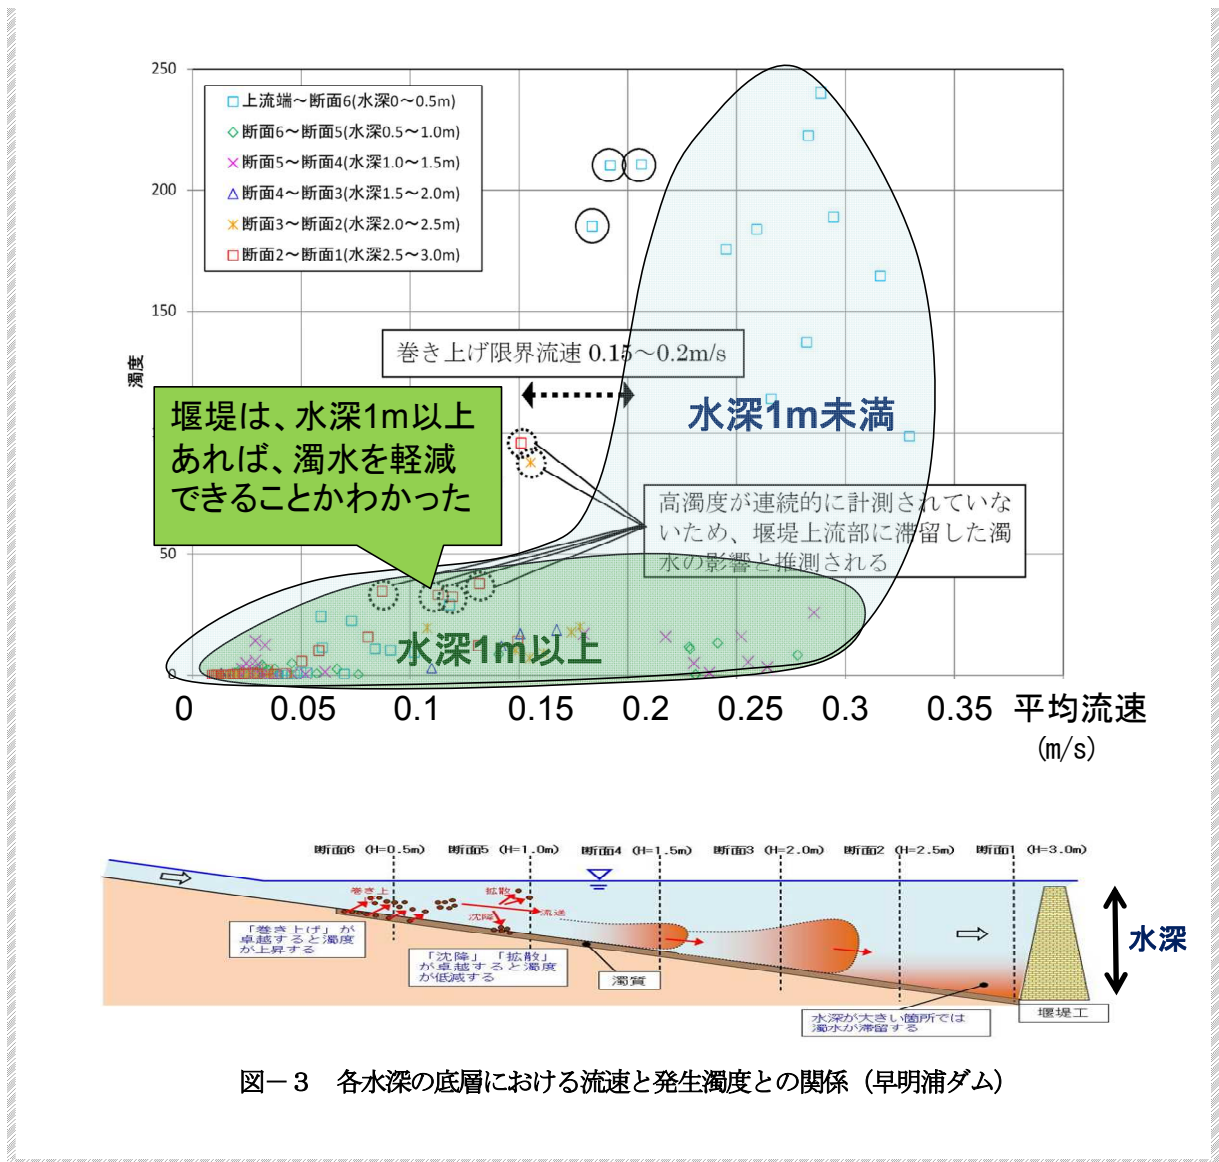 250
200
150
50
0
濁度
上流端～断面6(水深0～0.5m)
断面6～断面5(水深0.5～1.0m)
断面5～断面4(水深1.0～1.5m)
断面4～断面3(水深1.5～2.0m)
断面3～断面2(水深2.0～2.5m)
断面2～断面1(水深2.5～3.0m)
巻き上げ限界流速 0.15～0.2m/s
水深1m未満
堰堤は、水深1m以上
あれば、濁水を軽減
できることかわかった
高濁度が連続的に計測されていな
いため、堰堤上流部に滞留した濁
水の影響と推測される
水深1m以上
0 0.05 0.1 0.15 0.2 0.25 0.3 0.35 平均流速
(m/s)
断面6 (H=0.5m) 断面5 (H=1.0m) 断面4 (H=1.5m) 断面3 (H=2.0m) 断面2 (H=2.5m) 断面1 (H=3.0m)
巻き上
拡散
沈降
流送
「巻き上げ」が
卓越すると濁度
が上昇する
「沈降」「拡散」
が卓越すると濁度
が低減する
濁質
水深が大きい箇所では
濁水が滞留する
堰堤工
水深
図－３ 各水深の底層における流速と発生濁度との関係（早明浦ダム）